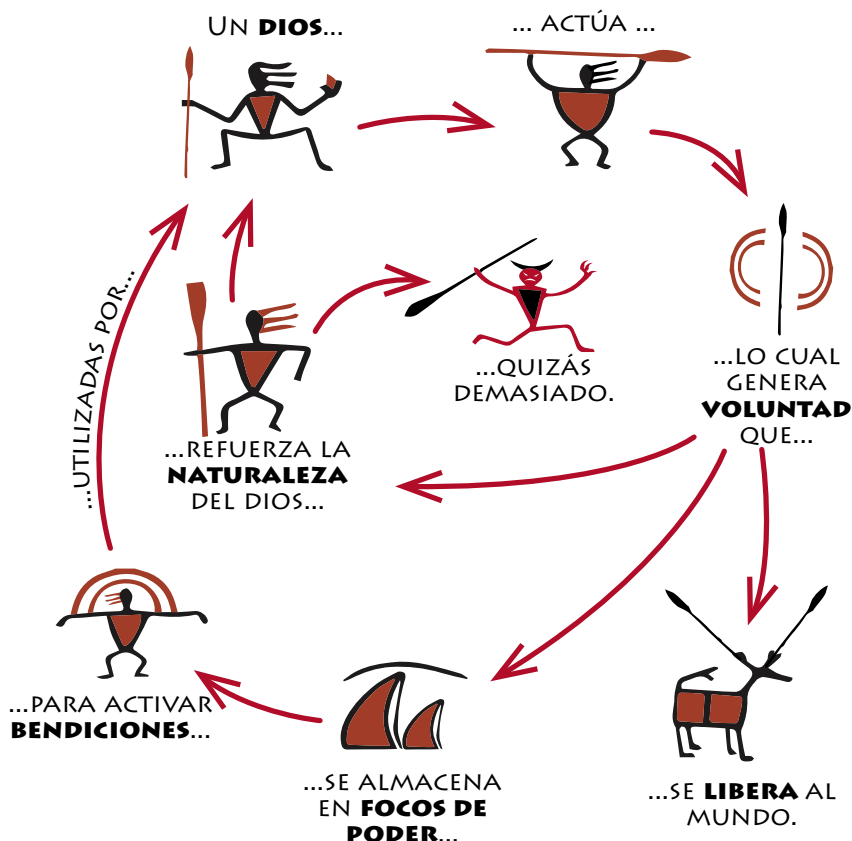 Un DIOS...
... ACTÚA ...
...LO CUAL
GENERA
VOLUNTAD
QUE...
...QUIZÁS
DEMASIADO.
...REFUERZA LA
NATURALEZA
DEL DIOS...
...UTILIZADAS POR...
...PARA ACTIVAR
BENDICIONES...
...SE ALMACENA
EN FOCOS DE
PODER...
...SE LIBERA AL
MUNDO.